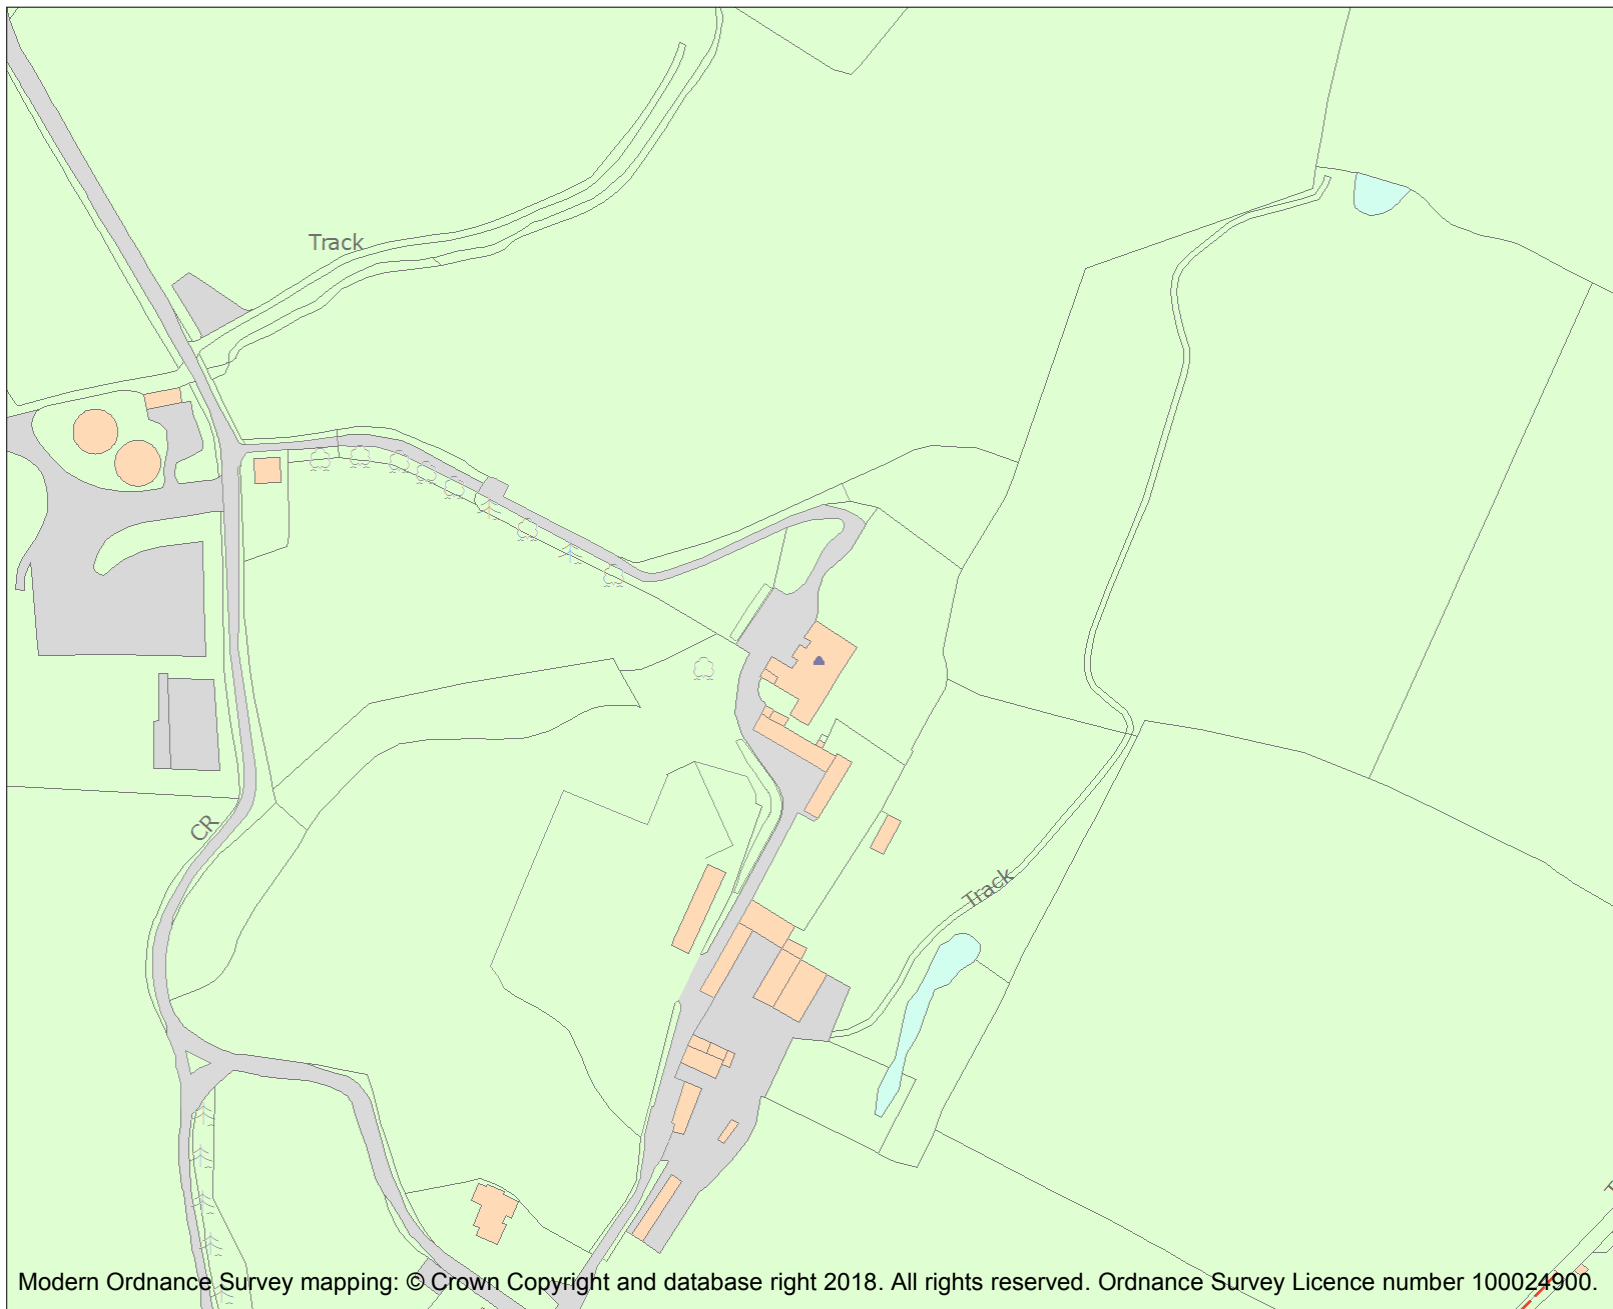 Track
CR
Track
Modern Ordnance Survey mapping: © Crown Copyright and database right 2018. All rights reserved. Ordnance Survey Licence number 100024900.